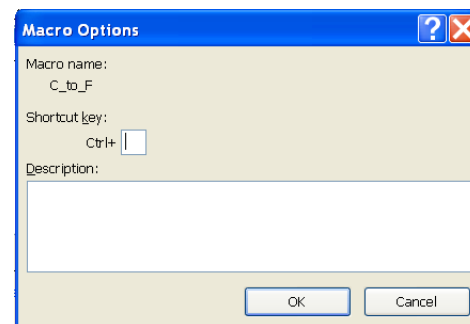 Macro Options
Macro name:
C_to_F
Shortcut key:
Ctrl+
Description:
OK
Cancel